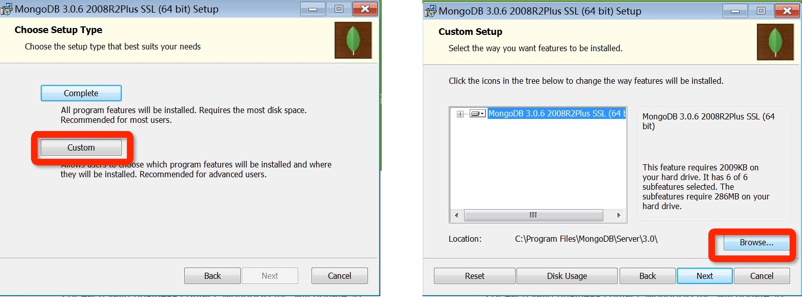 MongoDB 3.0.6 2008R2Plus SSL (64 bit) Setup
Choose Setup Type
Choose the setup type that best suits your needs
Complete
All program features will be installed. Requires the most disk space.
Recommended for most users.
Custom
Allows users to choose which program features will be installed and where
they will be installed. Recommended for advanced users.
Back
Next
Cancel
MongoDB 3.0.6 2008R2Plus SSL (64 bit) Setup
Custom Setup
Select the way you want features to be installed.
Click the icons in the tree below to change the way features will be installed.
MongoDB 3.0.6 2008R2Plus SSL (64 b
MongoDB 3.0.6 2008R2Plus SSL (64
bit)
This feature requires 2009KB on
your hard drive. It has 6 of 6
subfeatures selected. The
subfeatures require 286MB on your
hard drive.
Location: C:\Program Files\MongoDB\Server\3.0\
Browse...
Reset
Disk Usage
Back
Next
Cancel